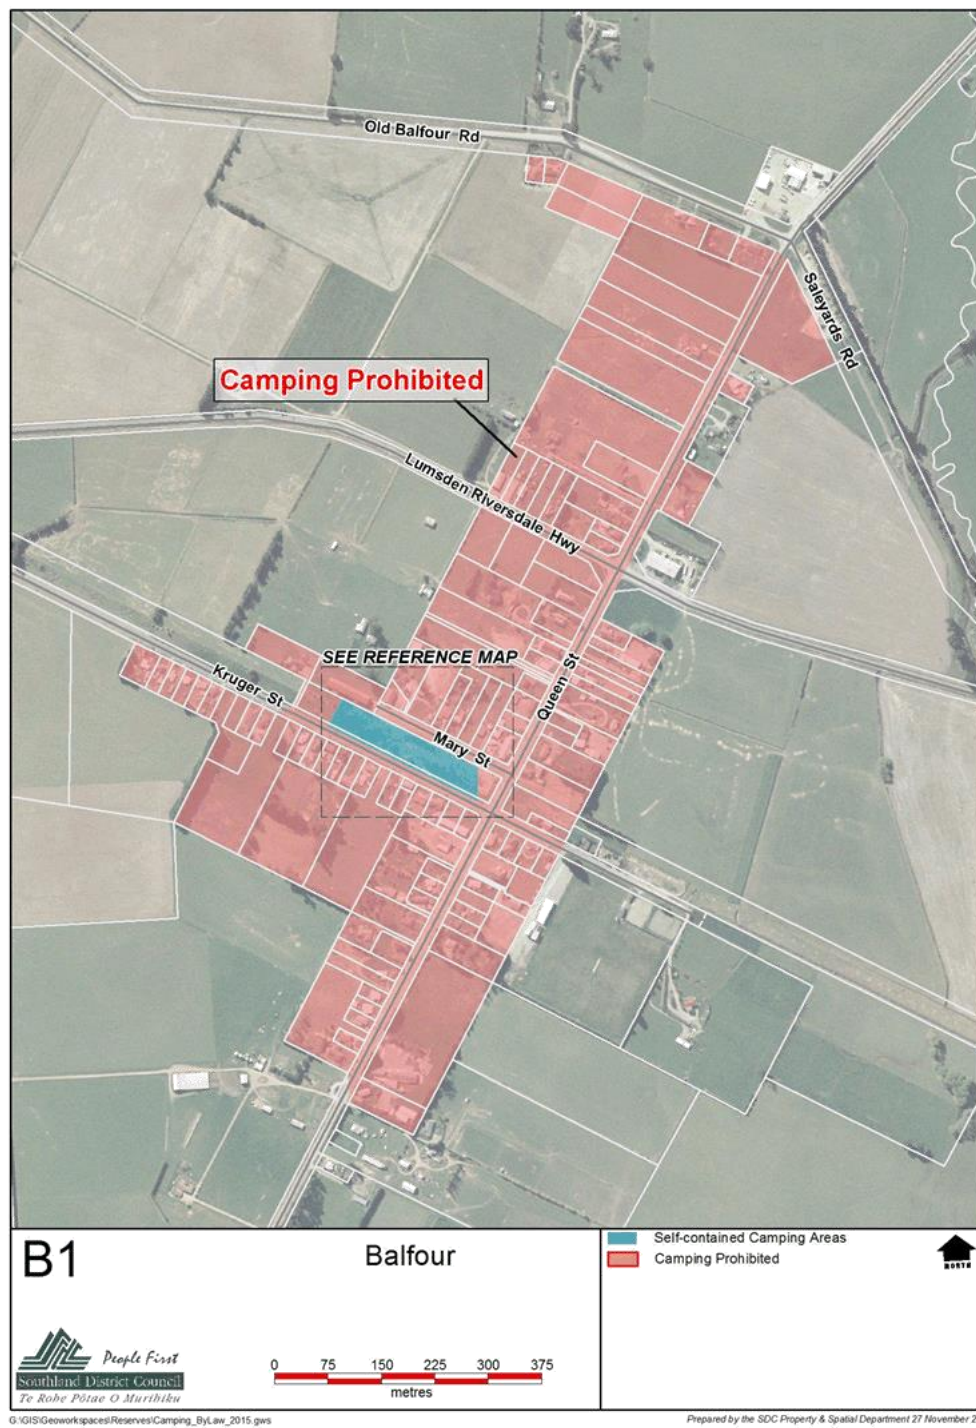 Old Balfour Rd
Saleyards Rd
Camping Prohibited
Lumsden Riversdale Hwy
SEE REFERENCE MAP
Queen St
Kruger St
Mary St
B1
Balfour
Self-contained Camping Areas
Camping Prohibited
NORTH
People First
Southland District Council
Te Rohe Pōtae O Murihiku
0 75 150 225 300 375
metres
G:\GIS\Geoworkspaces\Reserves\Camping_ByLaw_2015.gws
Prepared by the SDC Property & Spatial Department 27 November